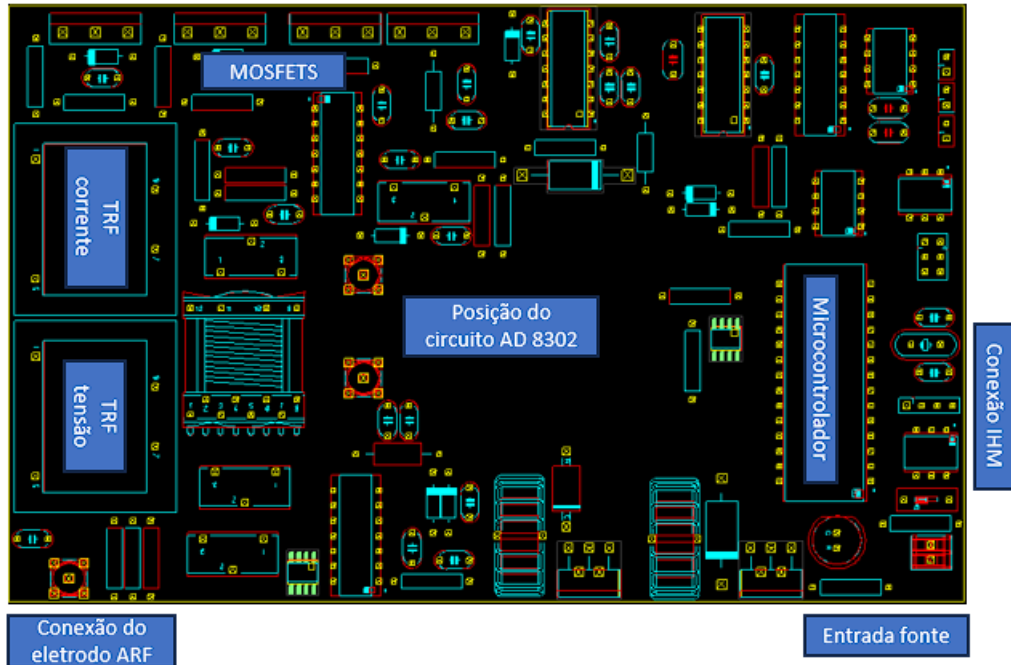 MOSFETS
TRF
corrente
Posição do
circuito AD 8302
Microcontrolador
Conexão IHM
TRF
tensão
Conexão do
eletrodo ARF
Entrada fonte